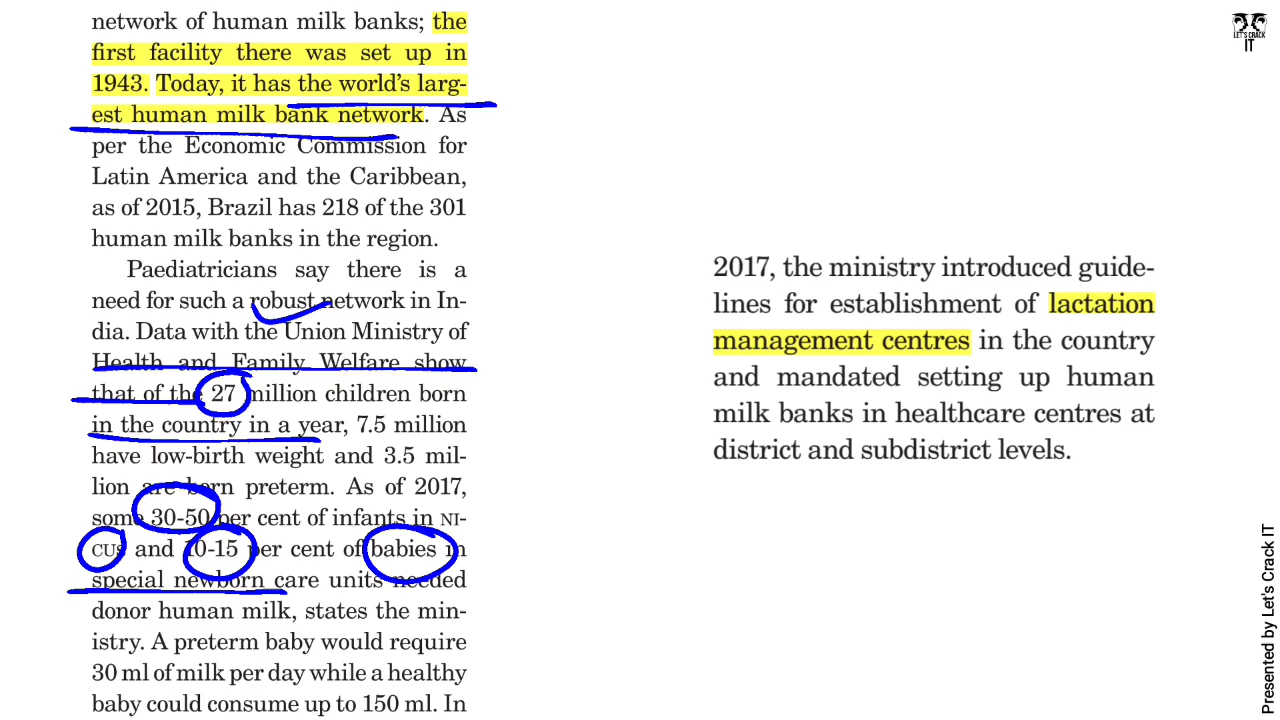 network of human milk banks; the
first facility there was set up in
1943. Today, it has the world's larg-
est human milk bank network. As
per the Economic Commission for
Latin America and the Caribbean,
as of 2015, Brazil has 218 of the 301
human milk banks in the region.
Paediatricians say there is a
need for such a robust network in In-
dia. Data with the Union Ministry of
Health and Family Welfare show
that of the 27 million children born
in the country in a year, 7.5 million
have low-birth weight and 3.5 mil-
lion are born preterm. As of 2017,
some 30-50 per cent of infants in NI-
CUs and 10-15 per cent of babies in
special newborn care units needed
donor human milk, states the min-
istry. A preterm baby would require
30 ml of milk per day while a healthy
baby could consume up to 150 ml. In
2017, the ministry introduced guide-
lines for establishment of lactation
management centres in the country
and mandated setting up human
milk banks in healthcare centres at
district and subdistrict levels.
LET'S CRACK
IT
Presented by Let's Crack IT